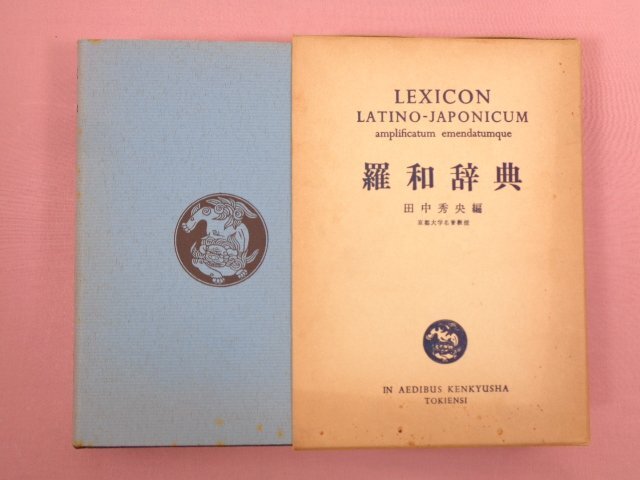 LEXICON
LATINO-JAPONICUM
amplificatum emendatumque
羅和辞典
田中秀央編
京都大学名誉教授
IN AEDIBUS KENKYUSHA
TOKIENSI